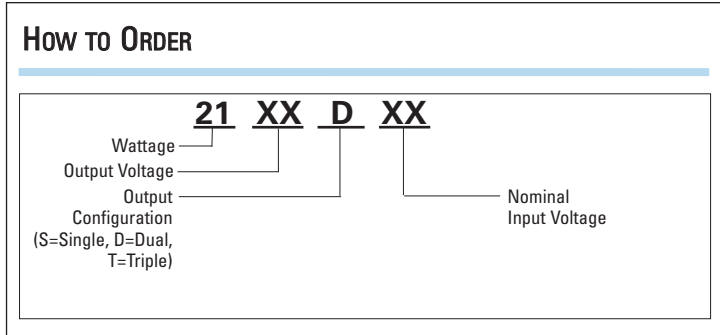 HOW TO ORDER
21 XX D XX
Wattage
Output Voltage
Output
Configuration
(S=Single, D=Dual,
T=Triple)
Nominal
Input Voltage